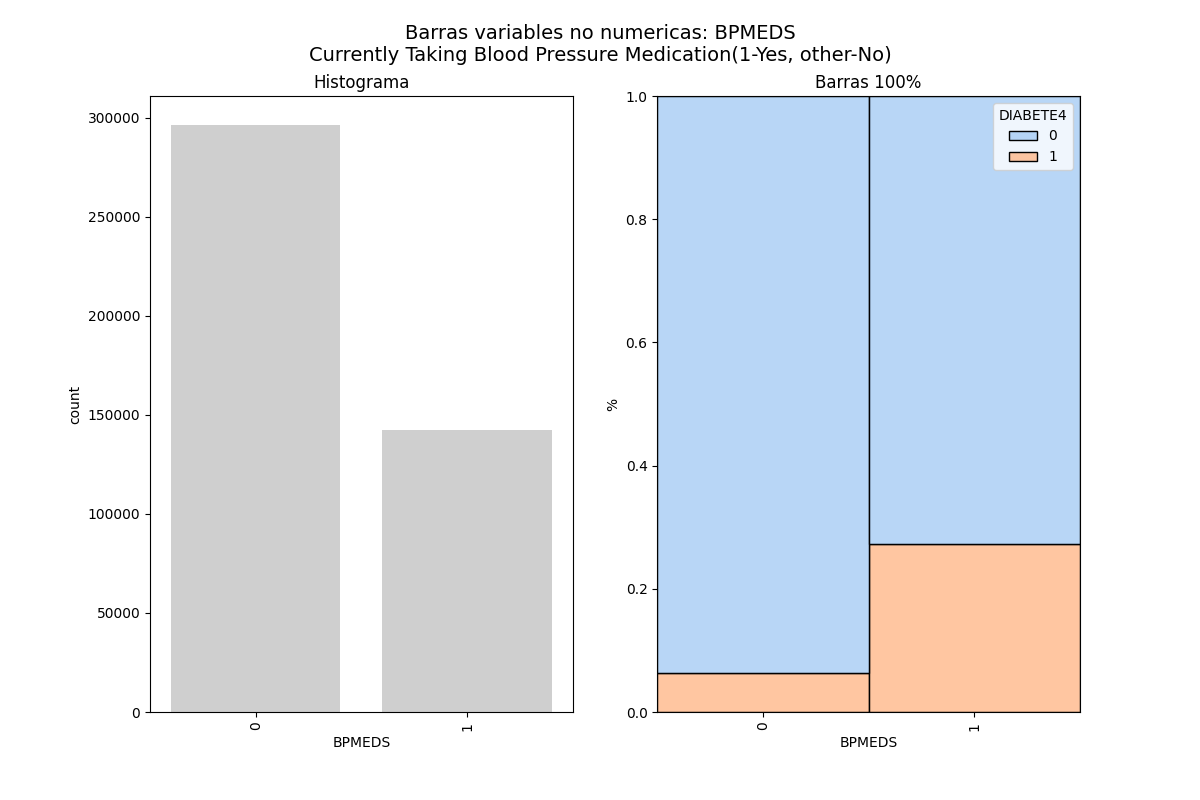 Barras variables no numericas: BPMEDS
Currently Taking Blood Pressure Medication(1-Yes, other-No)
Histograma
300000
250000
200000
150000
100000
50000
0
count
0
1
BPMEDS
Barras 100%
1.0
0.8
0.6
0.4
0.2
0.0
%
DIABETE4
0
1
0
1
BPMEDS